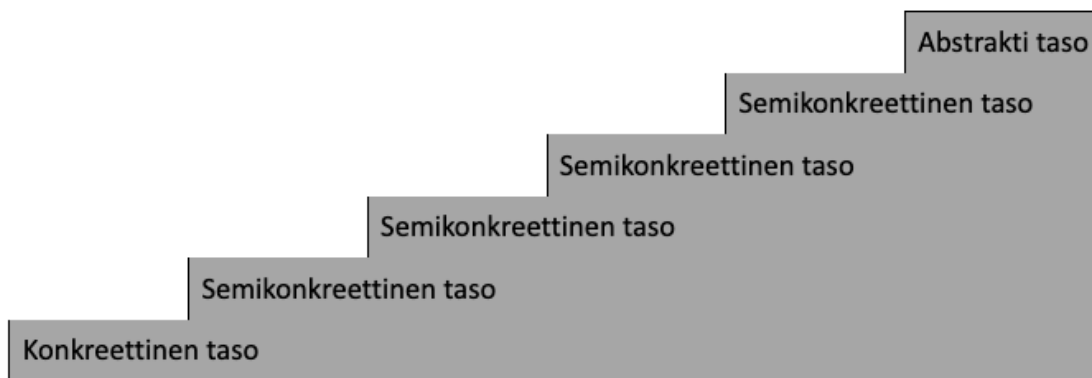 Abstrakti taso
Semikonkreettinen taso
Semikonkreettinen taso
Semikonkreettinen taso
Semikonkreettinen taso
Konkreettinen taso